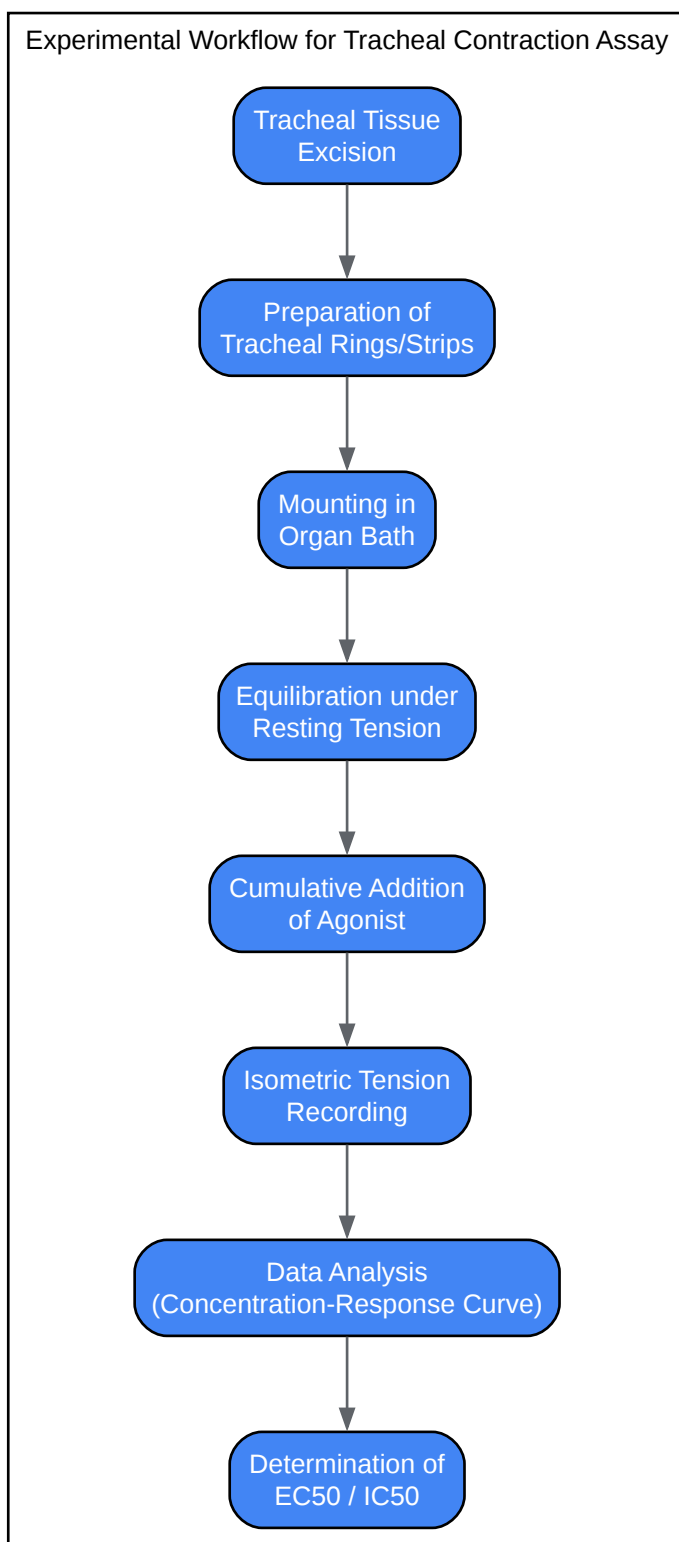 Experimental Workflow for Tracheal Contraction Assay
Tracheal Tissue
Excision
Preparation of
Tracheal Rings/Strips
Mounting in
Organ Bath
Equilibration under
Resting Tension
Cumulative Addition
of Agonist
Isometric Tension
Recording
Data Analysis
(Concentration-Response Curve)
Determination of
EC50 / IC50